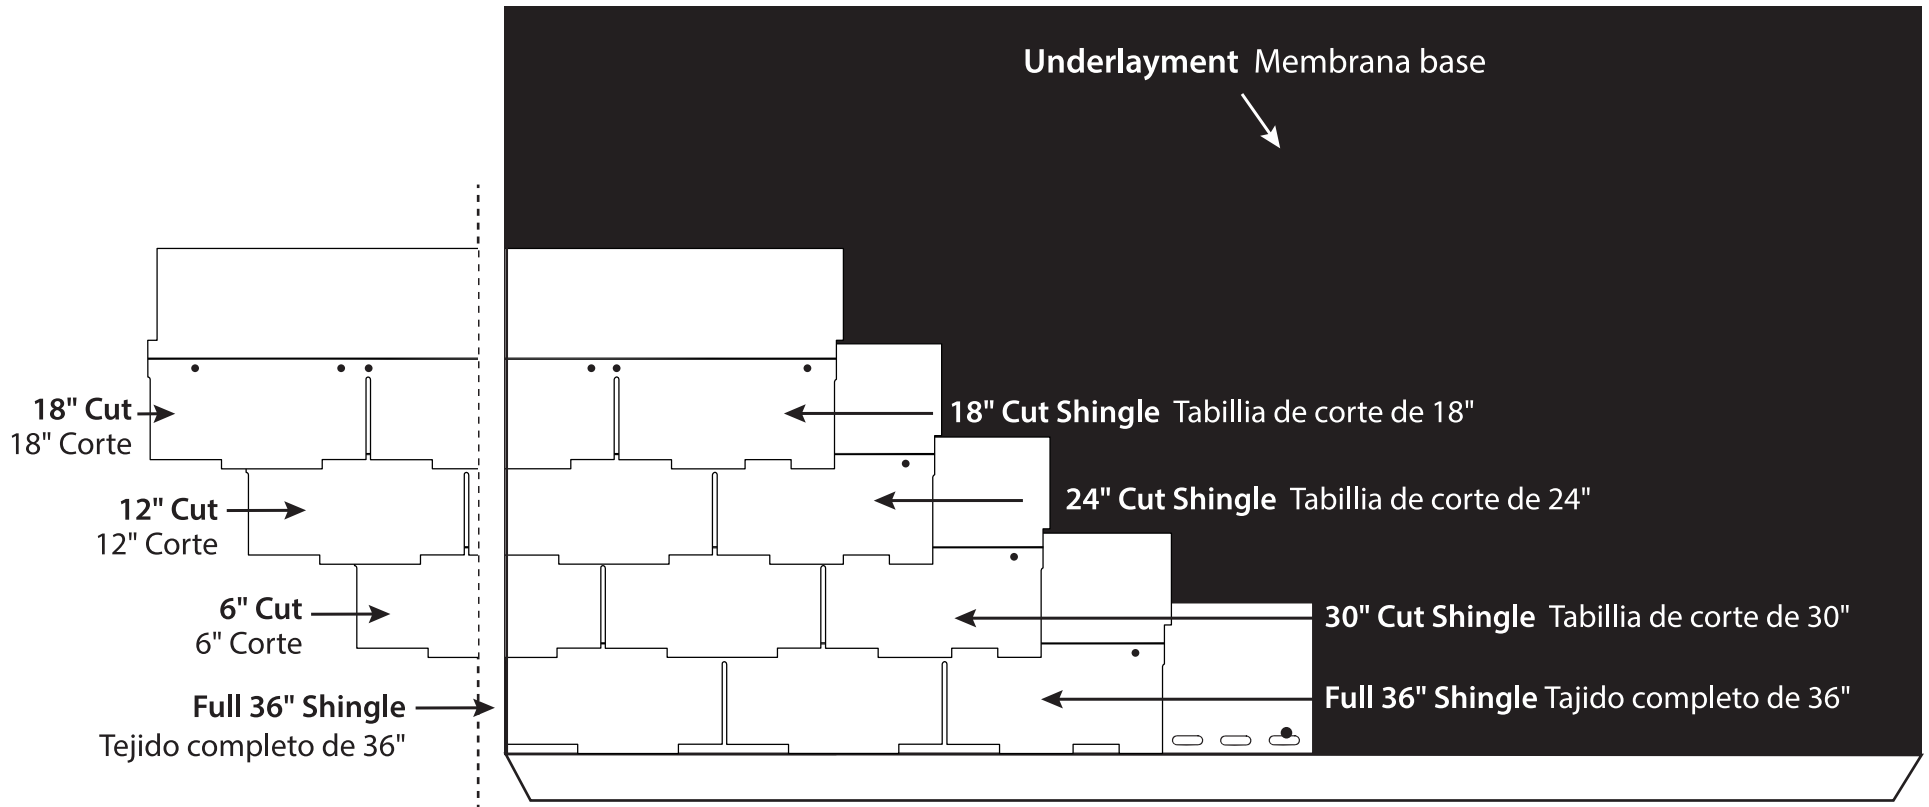 Underlayment Membrana base
18" Cut
18" Corte
18" Cut Shingle Tabillia de corte de 18"
12" Cut
12" Corte
24" Cut Shingle Tabillia de corte de 24"
6" Cut
6" Corte
30" Cut Shingle Tabillia de corte de 30"
Full 36" Shingle
Tejido completo de 36"
Full 36" Shingle Tajido completo de 36"